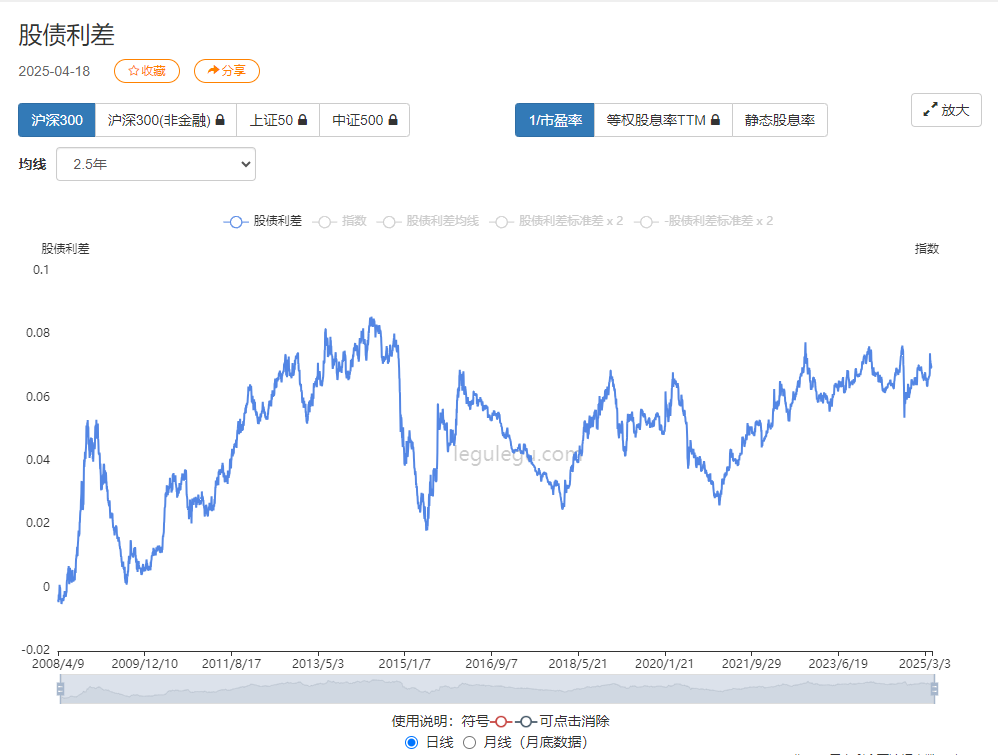 股债利差
2025-04-18 收藏 分享
沪深300 沪深300(非金融) 上证50 中证500 1/市盈率 等权股息率TTM 静态股息率 放大
均线 2.5年
股债利差 指数 股债利差均线 股债利差标准差 x 2 -股债利差标准差 x 2
股债利差 指数
0.1
0.08
0.06
0.04
legulegu.com
0.02
0
-0.02
2008/4/9 2009/12/10 2011/8/17 2013/5/3 2015/1/7 2016/9/7 2018/5/21 2020/1/21 2021/9/29 2023/6/19 2025/3/3
使用说明：符号 可点击消除
日线 月线（月底数据）